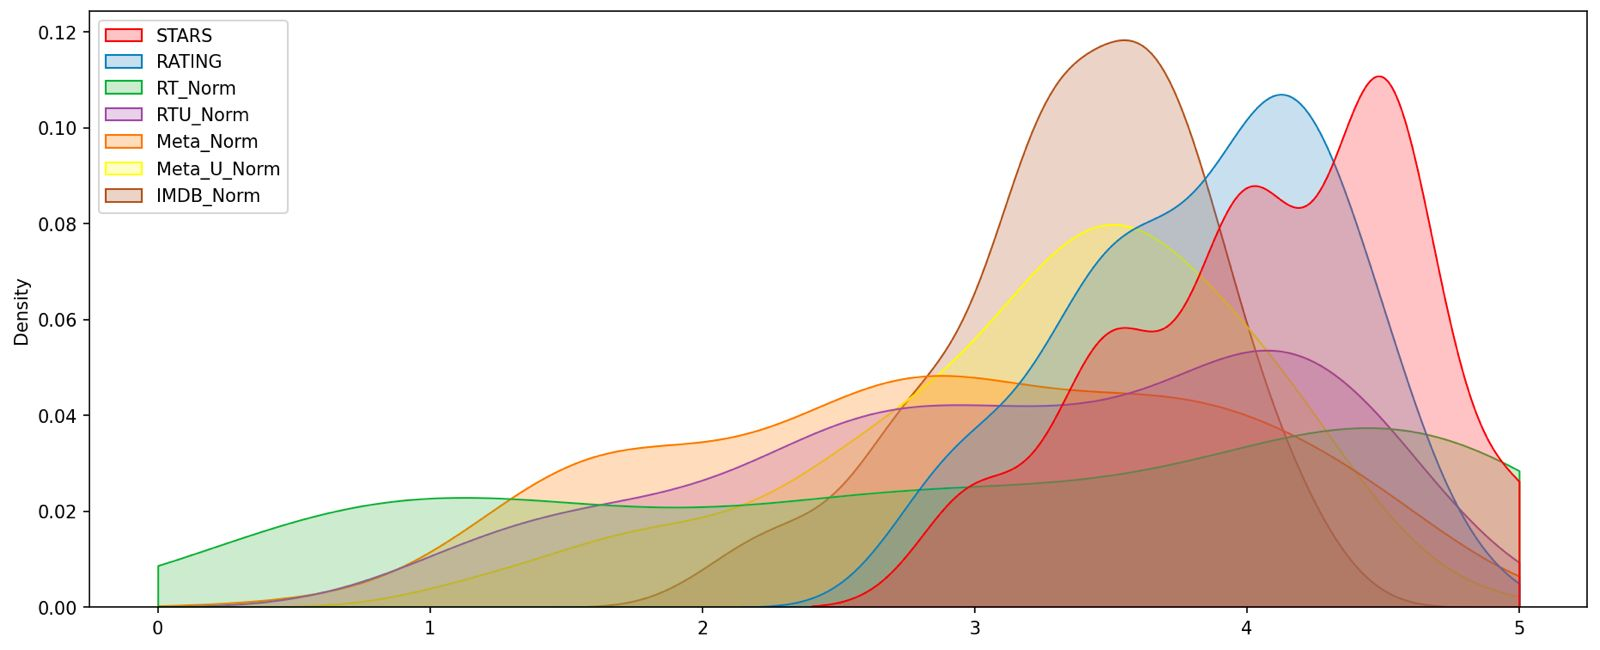 STARS
RATING
RT_Norm
RTU_Norm
Meta_Norm
Meta_U_Norm
IMDB_Norm
Density
0.12
0.10
0.08
0.06
0.04
0.02
0.00
0 1 2 3 4 5